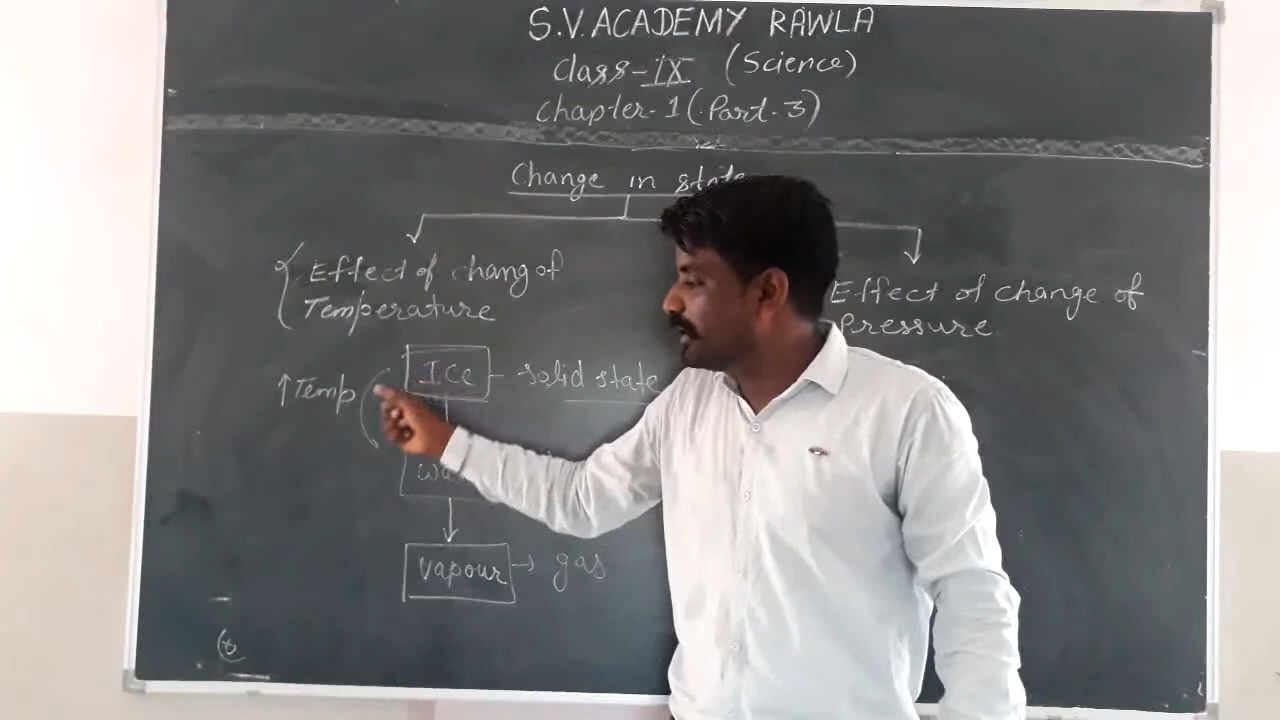 S.V. ACADEMY RAWLA
Class-IX (Science)
Chapter-1 (Part-3)
Change in state
Effect of chang of
Temperature
Effect of change of
Pressure
↑Temp
ICe - solid state
Vapour → gas